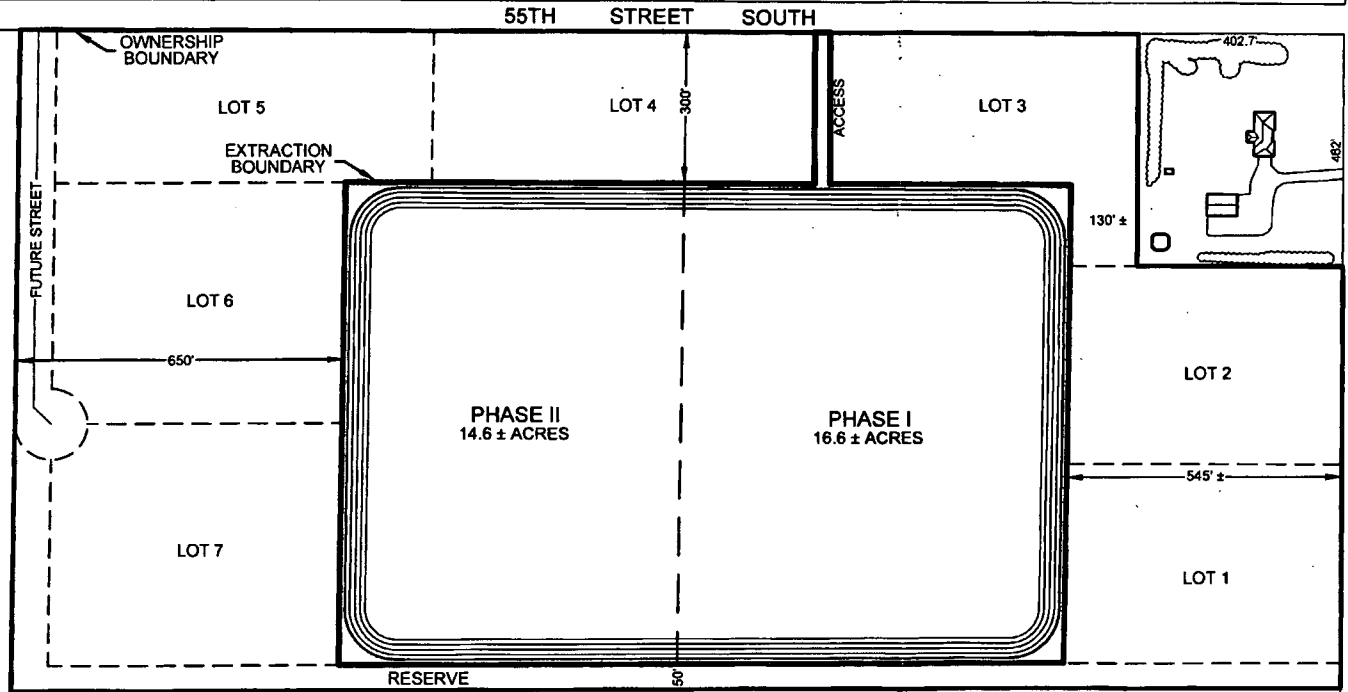 55TH STREET SOUTH
OWNERSHIP
BOUNDARY
402.7'
LOT 5
LOT 4
300'
ACCESS
LOT 3
EXTRACTION
BOUNDARY
482'
FUTURE STREET
130' ±
LOT 6
650'
LOT 2
PHASE II
14.6 ± ACRES
PHASE I
16.6 ± ACRES
545' ±
LOT 7
LOT 1
RESERVE
50'